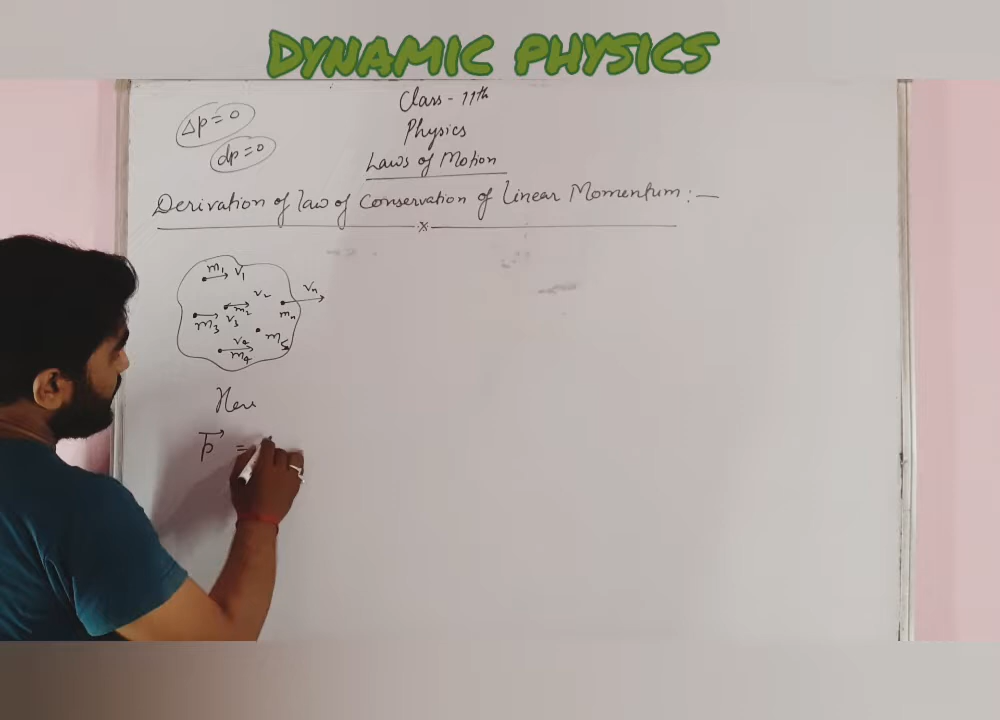 DYNAMIC PHYSICS
Class - 11th
Physics
Laws of Motion
Δp = 0
dp = 0
Derivation of law of Conservation of Linear Momentum : —
x
m₁ v₁
v₂
m₂
m₃ v₃
v₄
m₄
m₅
vₙ
mₙ
Here
p⃗ =